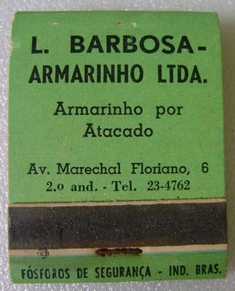 L. BARBOSA-
ARMARINHO LTDA.
Armarinho por
Atacado
Av. Marechal Floriano, 6
2.o and. - Tel. 23-4762
FÓSFOROS DE SEGURANÇA - IND. BRAS.